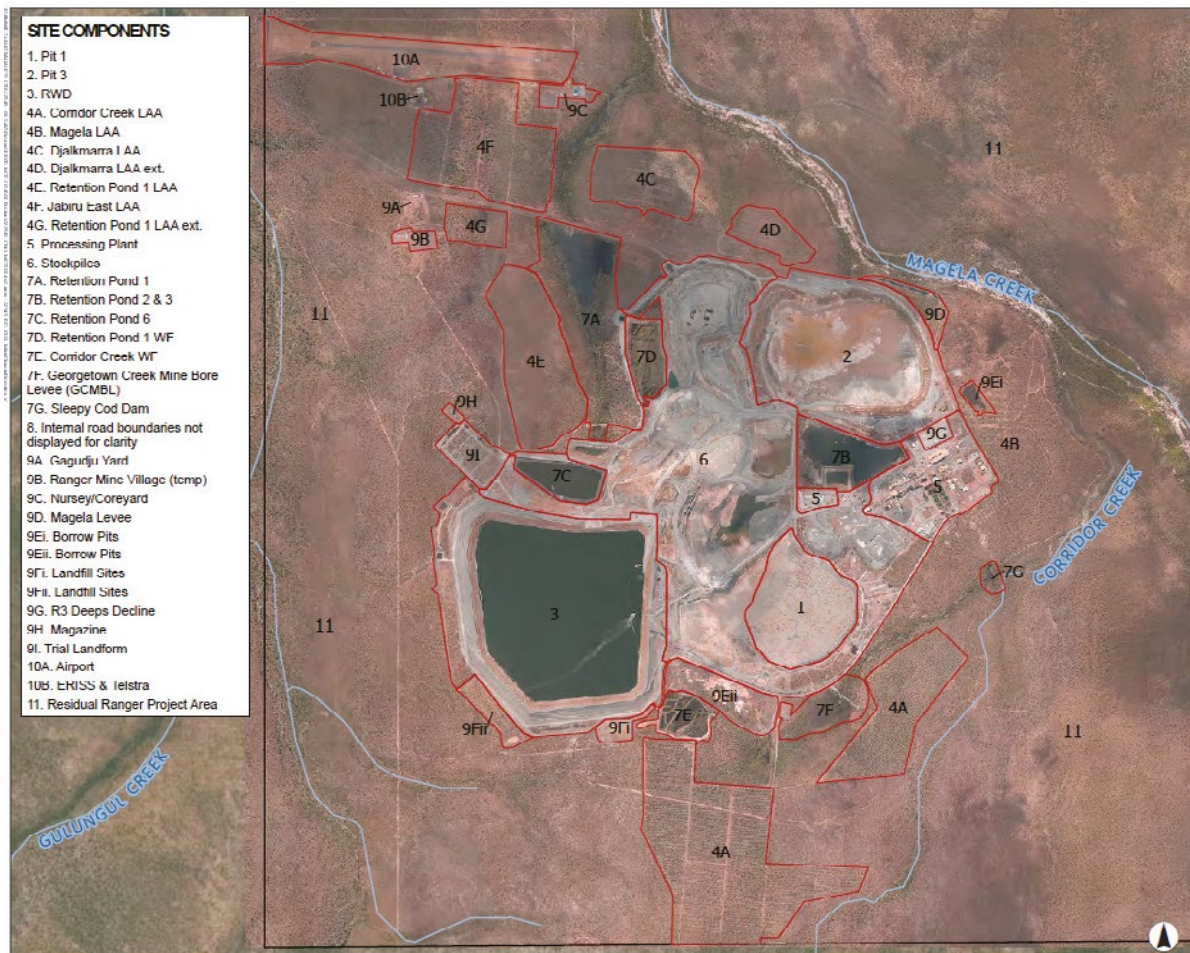 SITE COMPONENTS
1. Pit 1
2. Pit 3
3. RWD
4A. Corridor Creek LAA
4B. Magela LAA
4C. Djalkmarra LAA
4D. Djalkmarra LAA ext.
4E. Retention Pond 1 LAA
4F. Jabiru East LAA
4G. Retention Pond 1 LAA ext.
5. Processing Plant
6. Stockpiles
7A. Retention Pond 1
7B. Retention Pond 2 & 3
7C. Retention Pond 6
7D. Retention Pond 1 WF
7E. Corridor Creek WF
7F. Georgetown Creek Mine Bore
Levee (GCMBL)
7G. Sleepy Cod Dam
8. Internal road boundaries not
displayed for clarity
9A. Gagudju Yard
9B. Ranger Mine Village (temp)
9C. Nursey/Coreyard
9D. Magela Levee
9Ei. Borrow Pits
9Eii. Borrow Pits
9Fi. Landfill Sites
9Fii. Landfill Sites
9G. R3 Deeps Decline
9H. Magazine
9I. Trial Landform
10A. Airport
10B. ERISS & Telstra
11. Residual Ranger Project Area
10A
10B
9C
4F
11
4C
9A
9B
4G
4D
MAGELA CREEK
11
7A
9D
4E
7D
2
9Ei
9H
9G
4B
9I
7C
6
7B
5
5
CORRIDOR CREEK
7G
3
1
11
9Eii
7E
7F
4A
9Fii
9Fi
11
GULUNGUL CREEK
4A